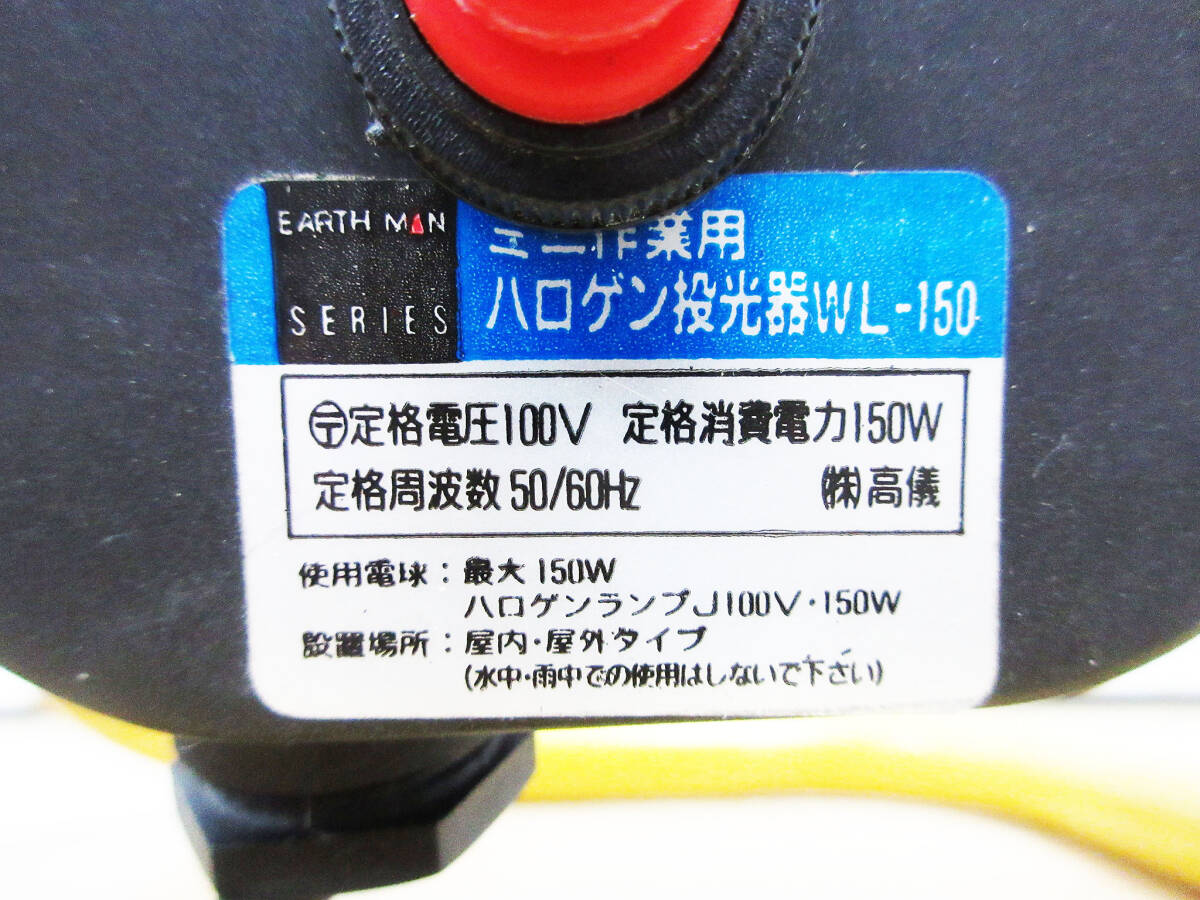 EARTH MAN
SERIES
ミニ作業用
ハロゲン投光器WL-150
〒定格電圧100V 定格消費電力150W
定格周波数 50/60Hz ㈱高儀
使用電球：最大150W
ハロゲンランプJ100V・150W
設置場所：屋内・屋外タイプ
(水中・雨中での使用はしないで下さい)